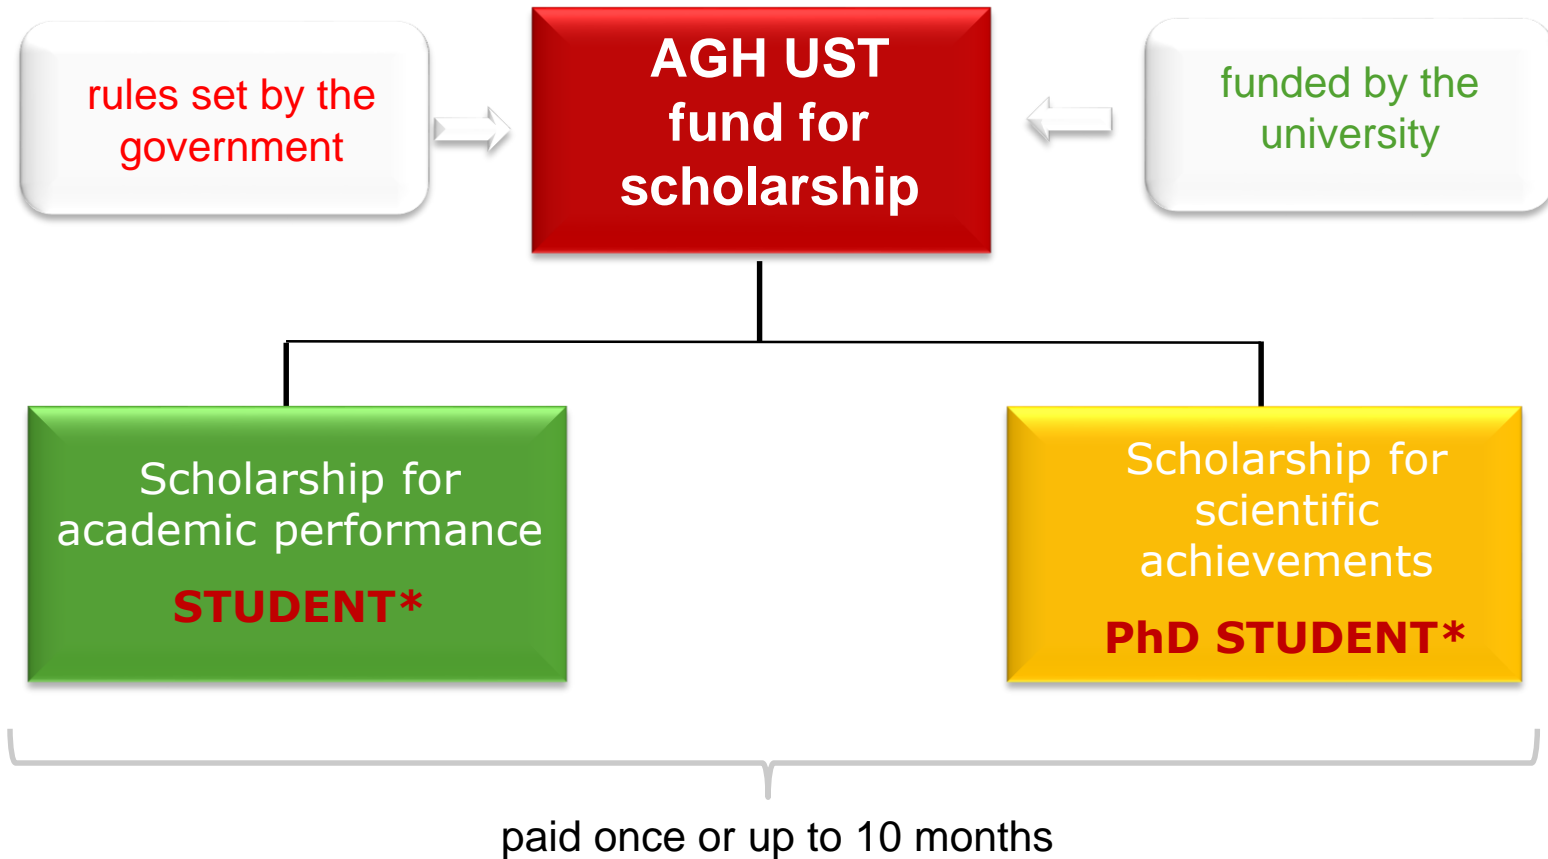 rules set by the
government
AGH UST
fund for
scholarship
funded by the
university
Scholarship for
academic performance
STUDENT*
Scholarship for
scientific
achievements
PhD STUDENT*
paid once or up to 10 months